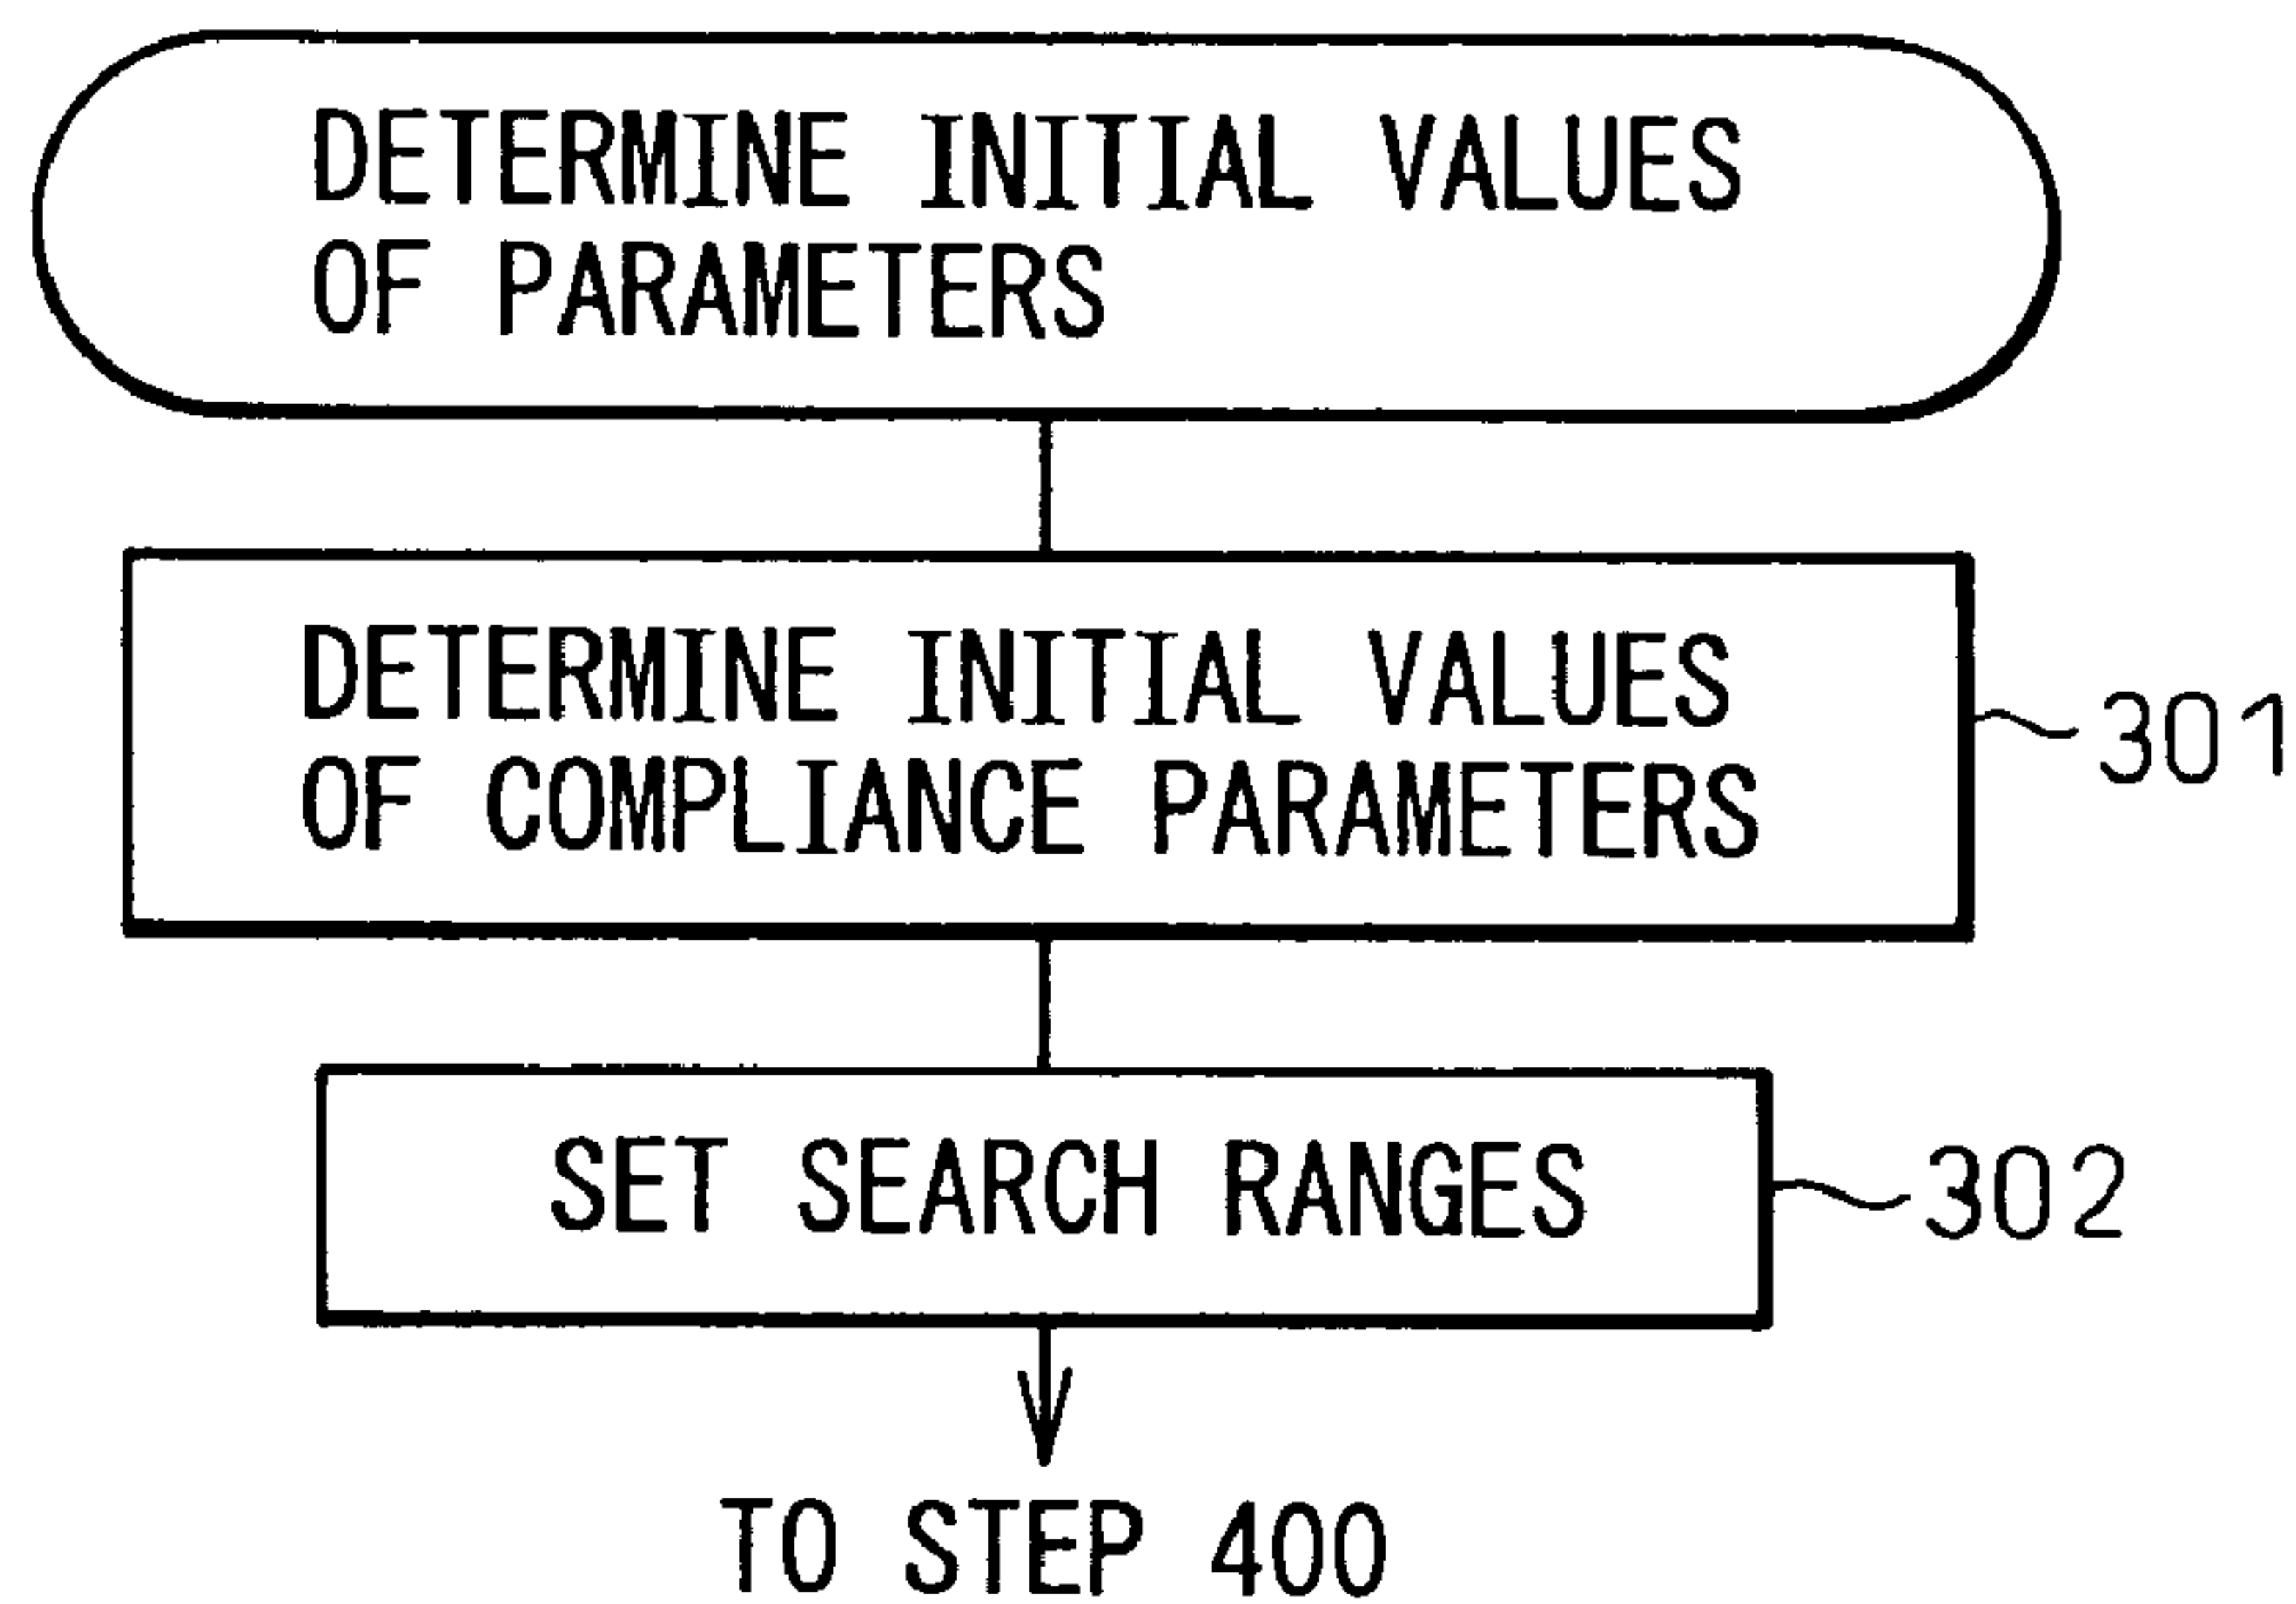 DETERMINE INITIAL VALUES
OF PARAMETERS
DETERMINE INITIAL VALUES
OF COMPLIANCE PARAMETERS
301
SET SEARCH RANGES
302
TO STEP 400